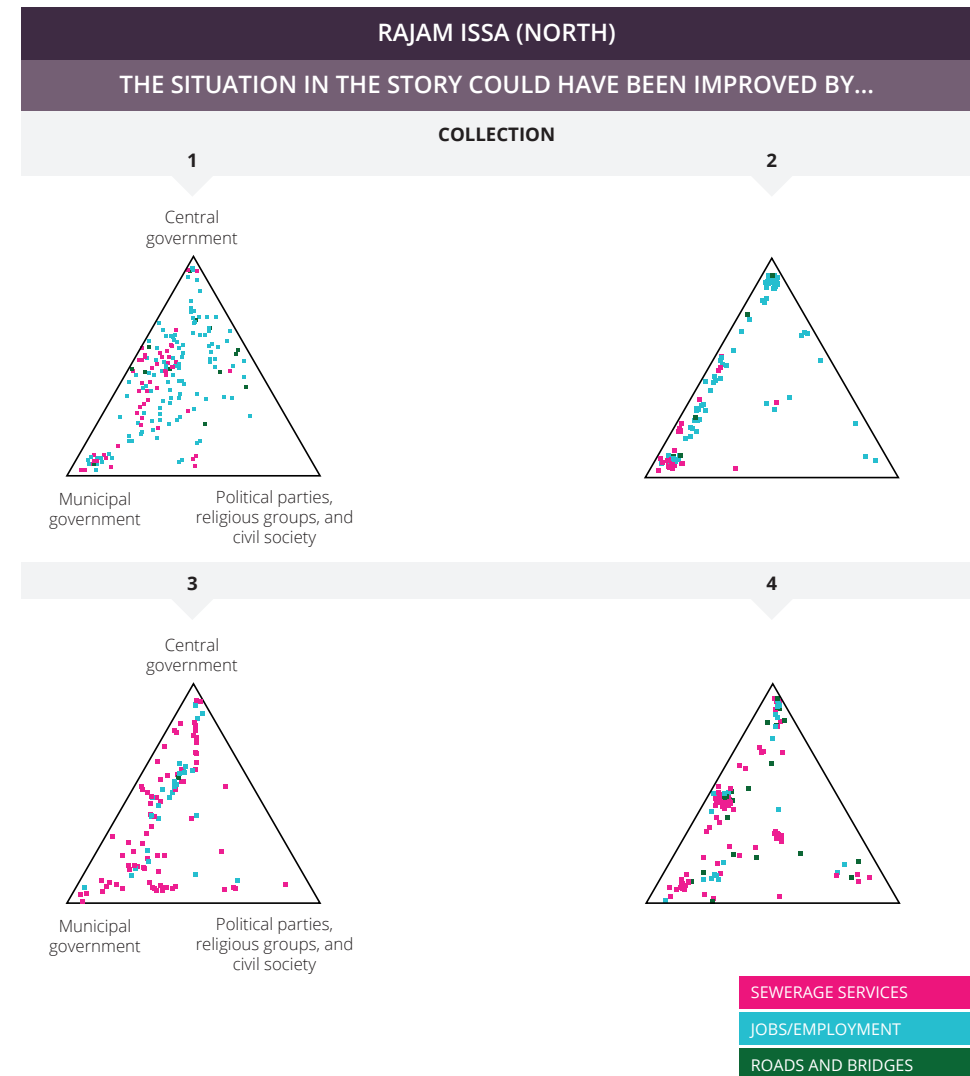 RAJAM ISSA (NORTH)
THE SITUATION IN THE STORY COULD HAVE BEEN IMPROVED BY...
COLLECTION
1
2
Central
government
Municipal
government
Political parties,
religious groups, and
civil society
3
4
Central
government
Municipal
government
Political parties,
religious groups, and
civil society
SEWERAGE SERVICES
JOBS/EMPLOYMENT
ROADS AND BRIDGES